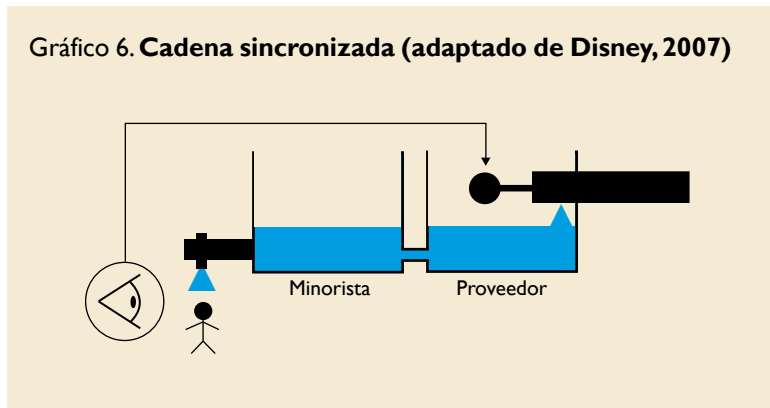 Gráfico 6. Cadena sincronizada (adaptado de Disney, 2007)
Minorista Proveedor